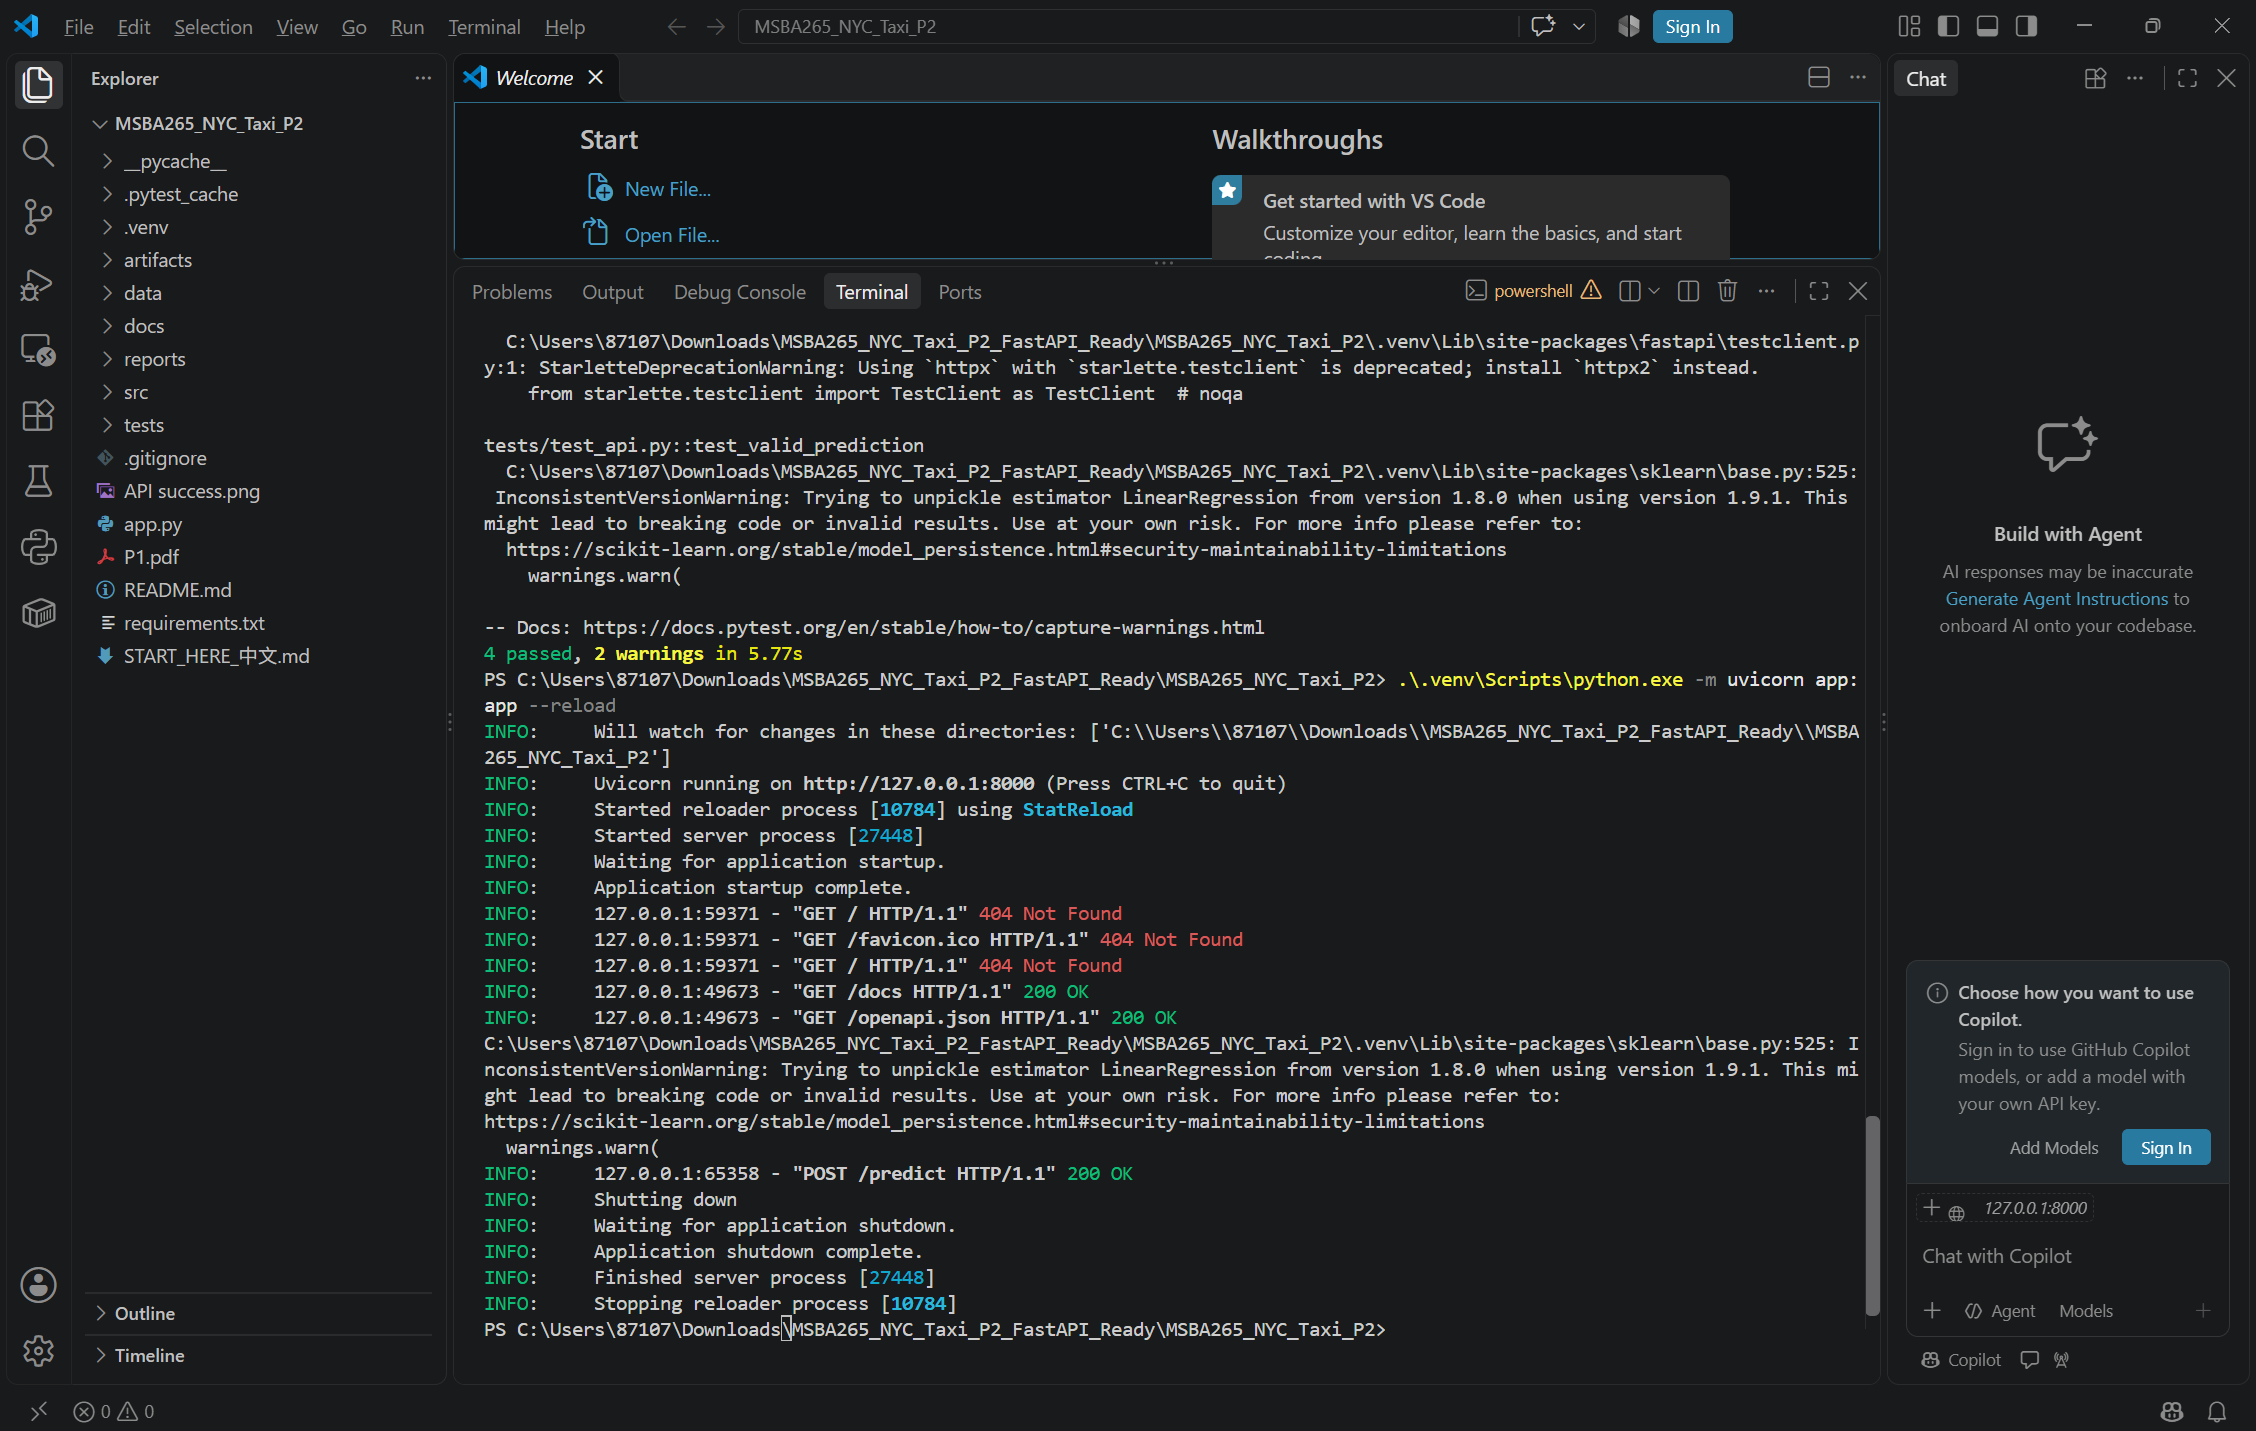 File Edit Selection View Go Run Terminal Help
MSBA265_NYC_Taxi_P2
Sign In
Explorer
MSBA265_NYC_Taxi_P2
__pycache__
.pytest_cache
.venv
artifacts
data
docs
reports
src
tests
.gitignore
API success.png
app.py
P1.pdf
README.md
requirements.txt
START_HERE_中文.md
Outline
Timeline
Welcome
Start
New File...
Open File...
Walkthroughs
Get started with VS Code
Customize your editor, learn the basics, and start
coding
Problems Output Debug Console Terminal Ports
powershell
C:\Users\87107\Downloads\MSBA265_NYC_Taxi_P2_FastAPI_Ready\MSBA265_NYC_Taxi_P2\.venv\Lib\site-packages\fastapi\testclient.p
y:1: StarletteDeprecationWarning: Using `httpx` with `starlette.testclient` is deprecated; install `httpx2` instead.
from starlette.testclient import TestClient as TestClient  # noqa
tests/test_api.py::test_valid_prediction
C:\Users\87107\Downloads\MSBA265_NYC_Taxi_P2_FastAPI_Ready\MSBA265_NYC_Taxi_P2\.venv\Lib\site-packages\sklearn\base.py:525:
InconsistentVersionWarning: Trying to unpickle estimator LinearRegression from version 1.8.0 when using version 1.9.1. This
might lead to breaking code or invalid results. Use at your own risk. For more info please refer to:
https://scikit-learn.org/stable/model_persistence.html#security-maintainability-limitations
warnings.warn(
-- Docs: https://docs.pytest.org/en/stable/how-to/capture-warnings.html
4 passed, 2 warnings in 5.77s
PS C:\Users\87107\Downloads\MSBA265_NYC_Taxi_P2_FastAPI_Ready\MSBA265_NYC_Taxi_P2> .\.venv\Scripts\python.exe -m uvicorn app:
app --reload
INFO:     Will watch for changes in these directories: ['C:\\Users\\87107\\Downloads\\MSBA265_NYC_Taxi_P2_FastAPI_Ready\\MSBA
265_NYC_Taxi_P2']
INFO:     Uvicorn running on http://127.0.0.1:8000 (Press CTRL+C to quit)
INFO:     Started reloader process [10784] using StatReload
INFO:     Started server process [27448]
INFO:     Waiting for application startup.
INFO:     Application startup complete.
INFO:     127.0.0.1:59371 - "GET / HTTP/1.1" 404 Not Found
INFO:     127.0.0.1:59371 - "GET /favicon.ico HTTP/1.1" 404 Not Found
INFO:     127.0.0.1:59371 - "GET / HTTP/1.1" 404 Not Found
INFO:     127.0.0.1:49673 - "GET /docs HTTP/1.1" 200 OK
INFO:     127.0.0.1:49673 - "GET /openapi.json HTTP/1.1" 200 OK
C:\Users\87107\Downloads\MSBA265_NYC_Taxi_P2_FastAPI_Ready\MSBA265_NYC_Taxi_P2\.venv\Lib\site-packages\sklearn\base.py:525: I
nconsistentVersionWarning: Trying to unpickle estimator LinearRegression from version 1.8.0 when using version 1.9.1. This mi
ght lead to breaking code or invalid results. Use at your own risk. For more info please refer to:
https://scikit-learn.org/stable/model_persistence.html#security-maintainability-limitations
warnings.warn(
INFO:     127.0.0.1:65358 - "POST /predict HTTP/1.1" 200 OK
INFO:     Shutting down
INFO:     Waiting for application shutdown.
INFO:     Application shutdown complete.
INFO:     Finished server process [27448]
INFO:     Stopping reloader process [10784]
PS C:\Users\87107\Downloads\MSBA265_NYC_Taxi_P2_FastAPI_Ready\MSBA265_NYC_Taxi_P2>
Chat
Build with Agent
AI responses may be inaccurate
Generate Agent Instructions to
onboard AI onto your codebase.
Choose how you want to use
Copilot.
Sign in to use GitHub Copilot
models, or add a model with
your own API key.
Add Models Sign In
127.0.0.1:8000
Chat with Copilot
Agent Models
Copilot
0 0